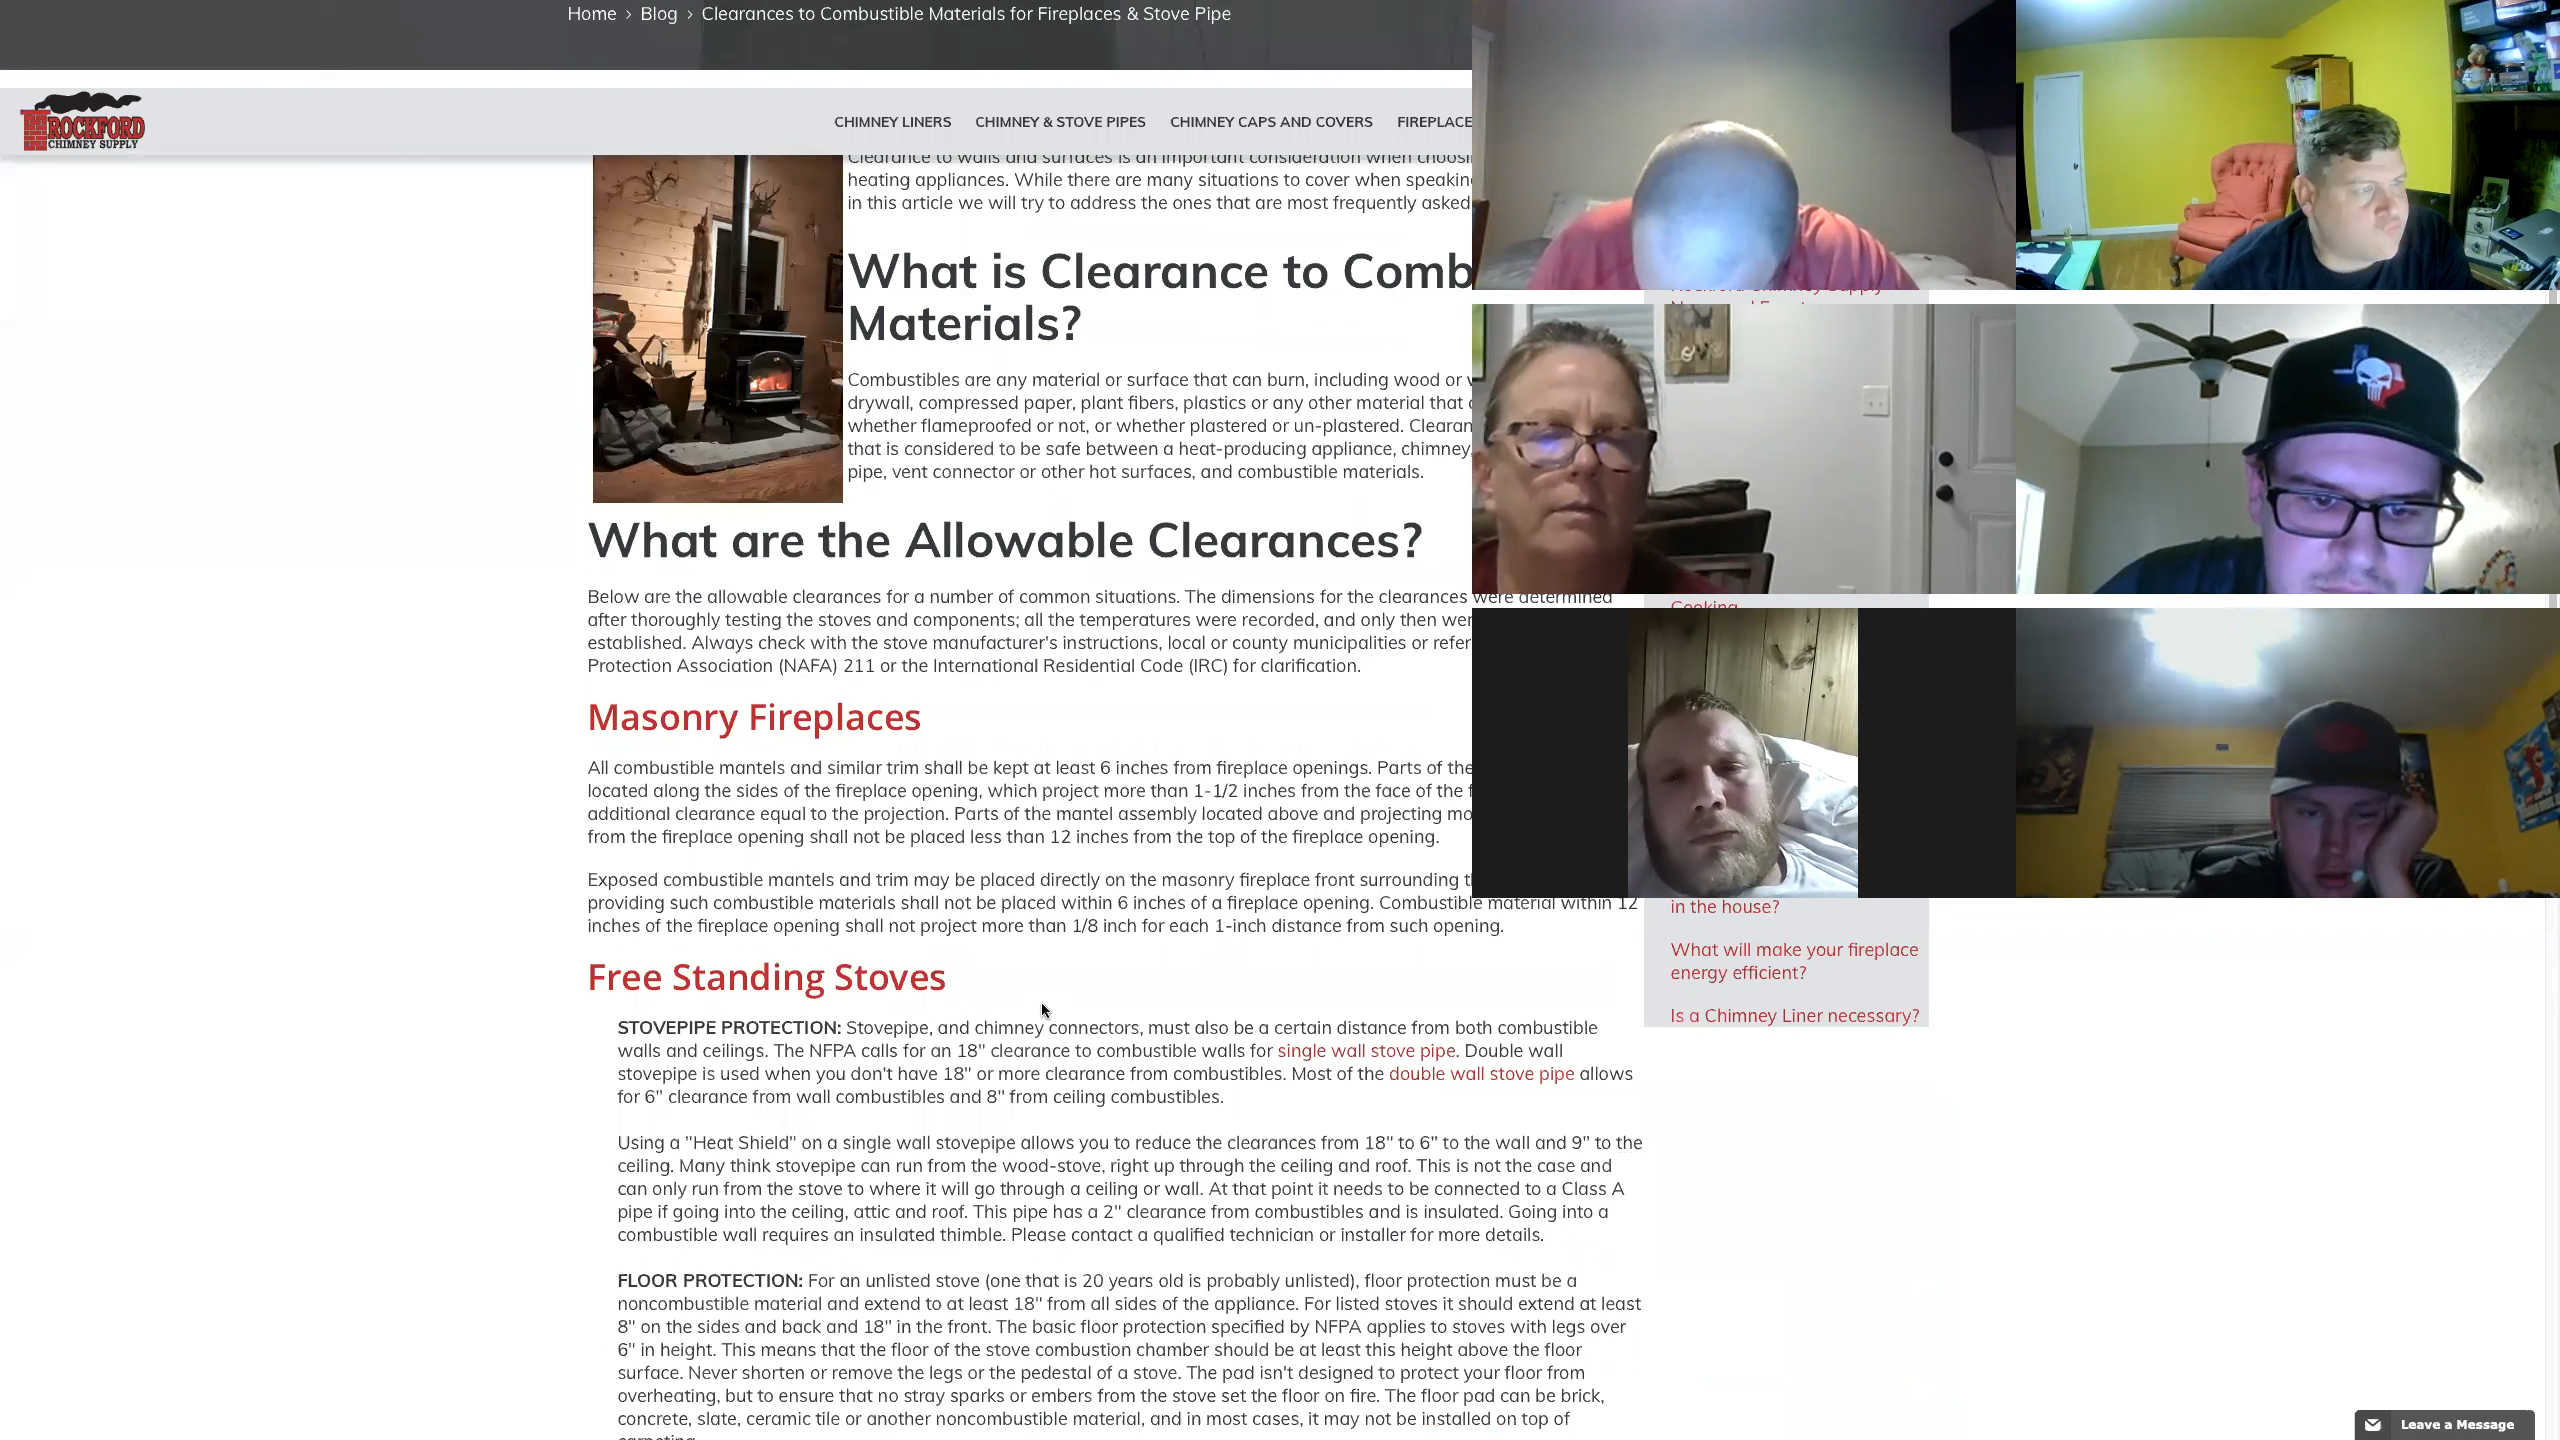 Home > Blog > Clearances to Combustible Materials for Fireplaces & Stove Pipe
ROCKFORD
CHIMNEY SUPPLY
CHIMNEY LINERS CHIMNEY & STOVE PIPES CHIMNEY CAPS AND COVERS FIREPLACE
Clearance to walls and surfaces is an important consideration when
heating appliances. While there are many situations to cover when
in this article we will try to address the ones that are most frequently asked
What is Clearance to
Materials?
Combustibles are any material or surface that can burn, including wood or
drywall, compressed paper, plant fibers, plastics or any other material that
whether flameproofed or not, or whether plastered or un-plastered.
that is considered to be safe between a heat-producing appliance, chimney,
pipe, vent connector or other hot surfaces, and combustible materials.
What are the Allowable Clearances?
Below are the allowable clearances for a number of common situations. The dimensions for the clearances were determined
after thoroughly testing the stoves and components; all the temperatures were recorded, and only then
established. Always check with the stove manufacturer's instructions, local or county municipalities or
Protection Association (NAFA) 211 or the International Residential Code (IRC) for clarification.
Masonry Fireplaces
All combustible mantels and similar trim shall be kept at least 6 inches from fireplace openings. Parts of the
located along the sides of the fireplace opening, which project more than 1-1/2 inches from the face of the
additional clearance equal to the projection. Parts of the mantel assembly located above and projecting
from the fireplace opening shall not be placed less than 12 inches from the top of the fireplace opening.
Exposed combustible mantels and trim may be placed directly on the masonry fireplace front surrounding
providing such combustible materials shall not be placed within 6 inches of a fireplace opening. Combustible material within 12
inches of the fireplace opening shall not project more than 1/8 inch for each 1-inch distance from such opening.
Free Standing Stoves
STOVEPIPE PROTECTION: Stovepipe, and chimney connectors, must also be a certain distance from both combustible
walls and ceilings. The NFPA calls for an 18" clearance to combustible walls for single wall stove pipe. Double wall
stovepipe is used when you don't have 18" or more clearance from combustibles. Most of the double wall stove pipe allows
for 6" clearance from wall combustibles and 8" from ceiling combustibles.
Using a "Heat Shield" on a single wall stovepipe allows you to reduce the clearances from 18" to 6" to the wall and 9" to the
ceiling. Many think stovepipe can run from the wood-stove, right up through the ceiling and roof. This is not the case and
can only run from the stove to where it will go through a ceiling or wall. At that point it needs to be connected to a Class A
pipe if going into the ceiling, attic and roof. This pipe has a 2" clearance from combustibles and is insulated. Going into a
combustible wall requires an insulated thimble. Please contact a qualified technician or installer for more details.
FLOOR PROTECTION: For an unlisted stove (one that is 20 years old is probably unlisted), floor protection must be a
noncombustible material and extend to at least 18" from all sides of the appliance. For listed stoves it should extend at least
8" on the sides and back and 18" in the front. The basic floor protection specified by NFPA applies to stoves with legs over
6" in height. This means that the floor of the stove combustion chamber should be at least this height above the floor
surface. Never shorten or remove the legs or the pedestal of a stove. The pad isn't designed to protect your floor from
overheating, but to ensure that no stray sparks or embers from the stove set the floor on fire. The floor pad can be brick,
concrete, slate, ceramic tile or another noncombustible material, and in most cases, it may not be installed on top of
Cooking
in the house?
What will make your fireplace
energy efficient?
Is a Chimney Liner necessary?
Leave a Message